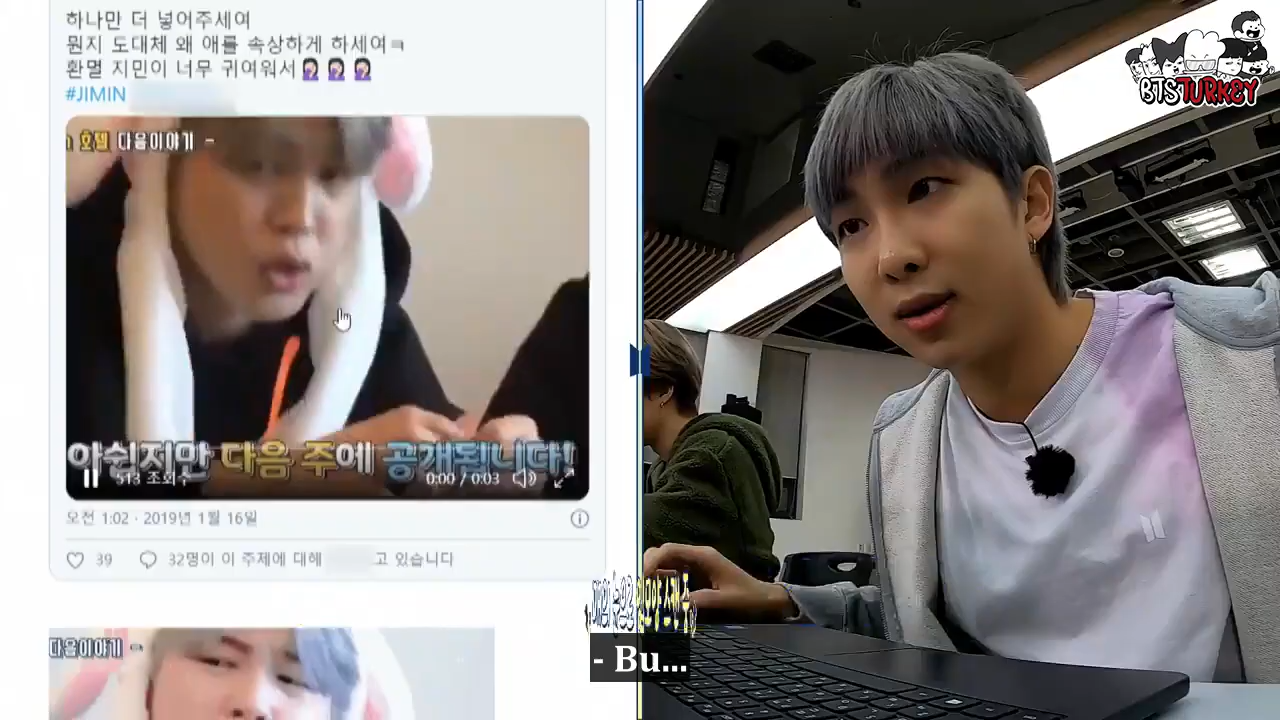 하나만 더 넣어주세여
뭔지 도대체 왜 애를 속상하게 하세여ㅋ
환멸 지민이 너무 귀여워서🤦🏻‍♀️🤦🏻‍♀️🤦🏻‍♀️
#JIMIN
호텔 다음이야기 -
아쉽지만 다음 주에 공개됩니다!
513 조회수
0:00 / 0:03
오전 1:02 · 2019년 1월 16일
39
32명이 이 주제에 대해
고 있습니다
다음이야기
BTSTURKEY
- Bu...